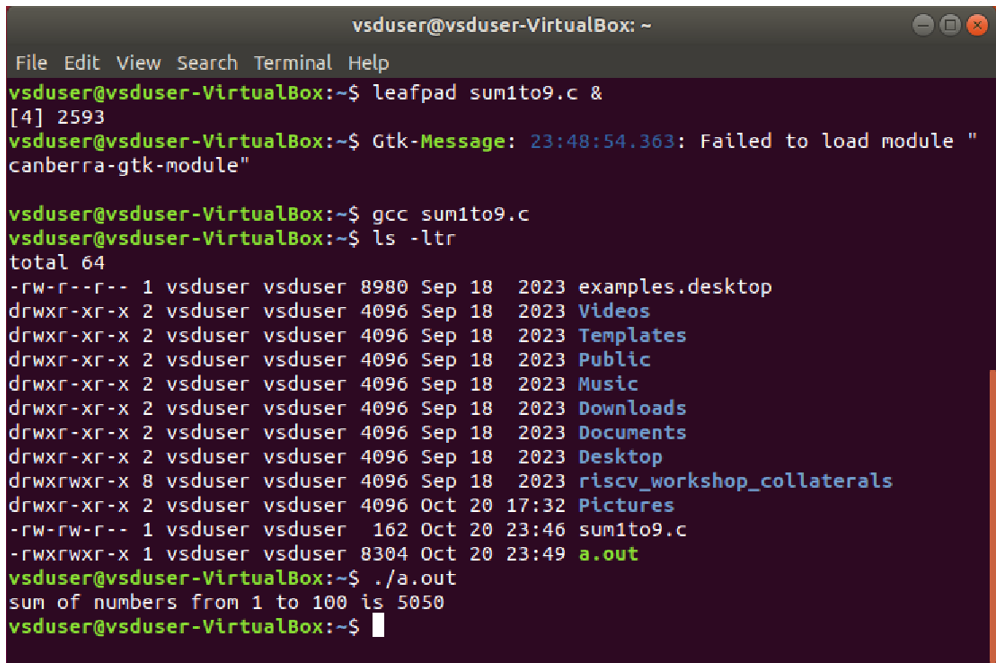 vsduser@vsduser-VirtualBox: ~
File Edit View Search Terminal Help
vsduser@vsduser-VirtualBox:~$ leafpad sum1to9.c &
[4] 2593
vsduser@vsduser-VirtualBox:~$ Gtk-Message: 23:48:54.363: Failed to load module "
canberra-gtk-module"
vsduser@vsduser-VirtualBox:~$ gcc sum1to9.c
vsduser@vsduser-VirtualBox:~$ ls -ltr
total 64
-rw-r--r-- 1 vsduser vsduser 8980 Sep 18  2023 examples.desktop
drwxr-xr-x 2 vsduser vsduser 4096 Sep 18  2023 Videos
drwxr-xr-x 2 vsduser vsduser 4096 Sep 18  2023 Templates
drwxr-xr-x 2 vsduser vsduser 4096 Sep 18  2023 Public
drwxr-xr-x 2 vsduser vsduser 4096 Sep 18  2023 Music
drwxr-xr-x 2 vsduser vsduser 4096 Sep 18  2023 Downloads
drwxr-xr-x 2 vsduser vsduser 4096 Sep 18  2023 Documents
drwxr-xr-x 2 vsduser vsduser 4096 Sep 18  2023 Desktop
drwxrwxr-x 8 vsduser vsduser 4096 Sep 18  2023 riscv_workshop_collaterals
drwxr-xr-x 2 vsduser vsduser 4096 Oct 20 17:32 Pictures
-rw-rw-r-- 1 vsduser vsduser  162 Oct 20 23:46 sum1to9.c
-rwxrwxr-x 1 vsduser vsduser 8304 Oct 20 23:49 a.out
vsduser@vsduser-VirtualBox:~$ ./a.out
sum of numbers from 1 to 100 is 5050
vsduser@vsduser-VirtualBox:~$